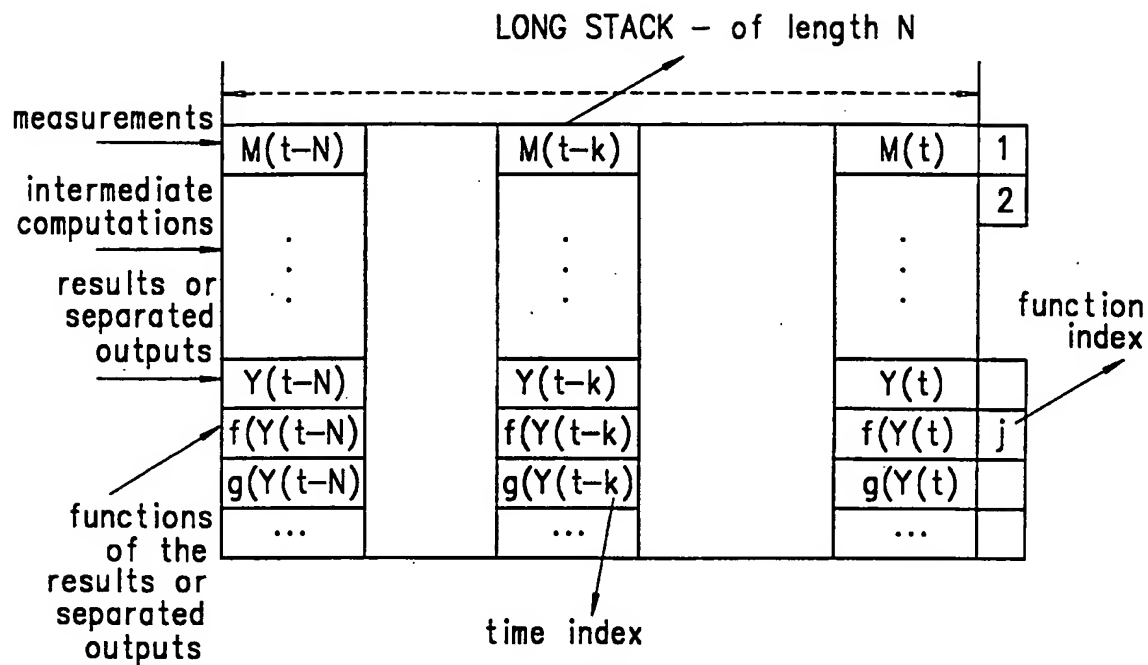 LONG STACK – of length N
measurements
M(t–N) M(t–k) M(t) 1
intermediate
computations
2
results or
separated
outputs
function
index
Y(t–N) Y(t–k) Y(t)
f(Y(t–N) f(Y(t–k) f(Y(t) j
g(Y(t–N) g(Y(t–k) g(Y(t)
... ... ...
functions
of the
results or
separated
outputs
time index